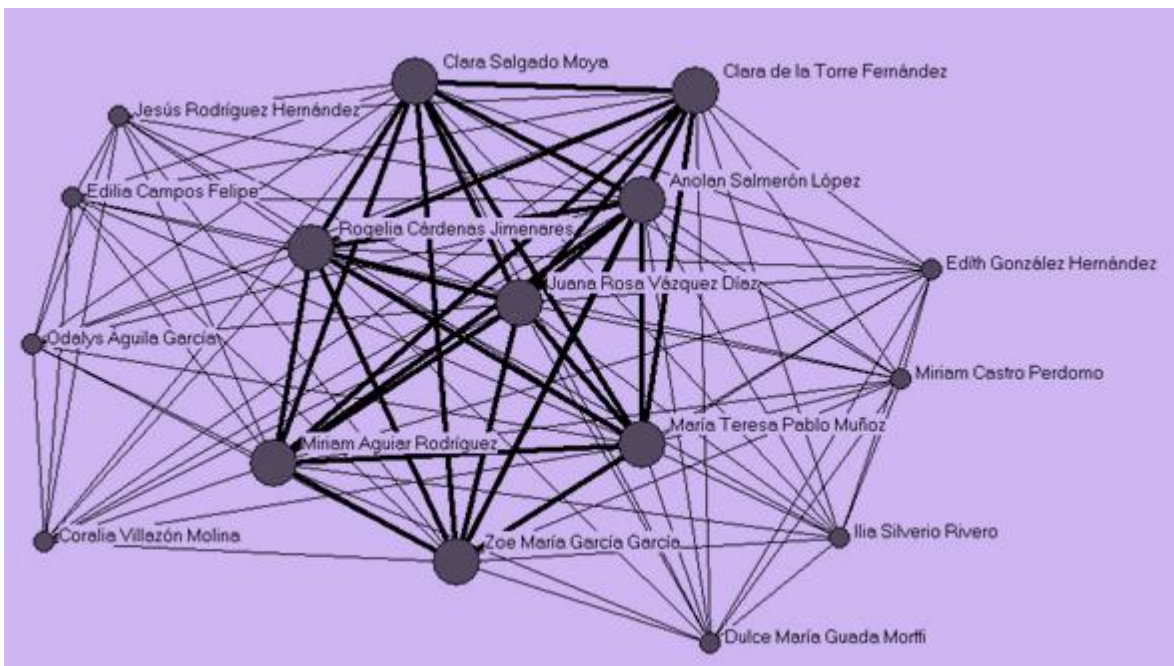 Clara Salgado Moya
Clara de la Torre Fernández
Jesús Rodríguez Hernández
Edilia Campos Felipe
Anolan Salmerón López
Rogelia Cárdenas Jimenares
Edith González Hernández
Juana Rosa Vázquez Díaz
Odalys Aguila García
Miriam Castro Perdomo
María Teresa Pablo Muñoz
Miriam Aguiar Rodríguez
Coralia Villazón Molina
Zoe María García García
Ilia Silverio Rivero
Dulce María Guada Morffi